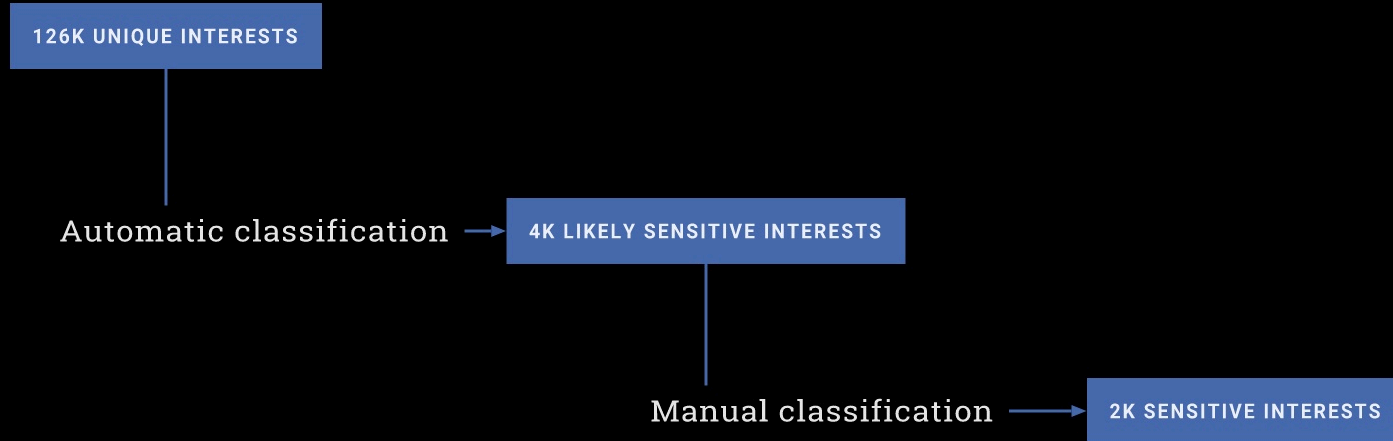 126K UNIQUE INTERESTS
Automatic classification
4K LIKELY SENSITIVE INTERESTS
Manual classification
2K SENSITIVE INTERESTS